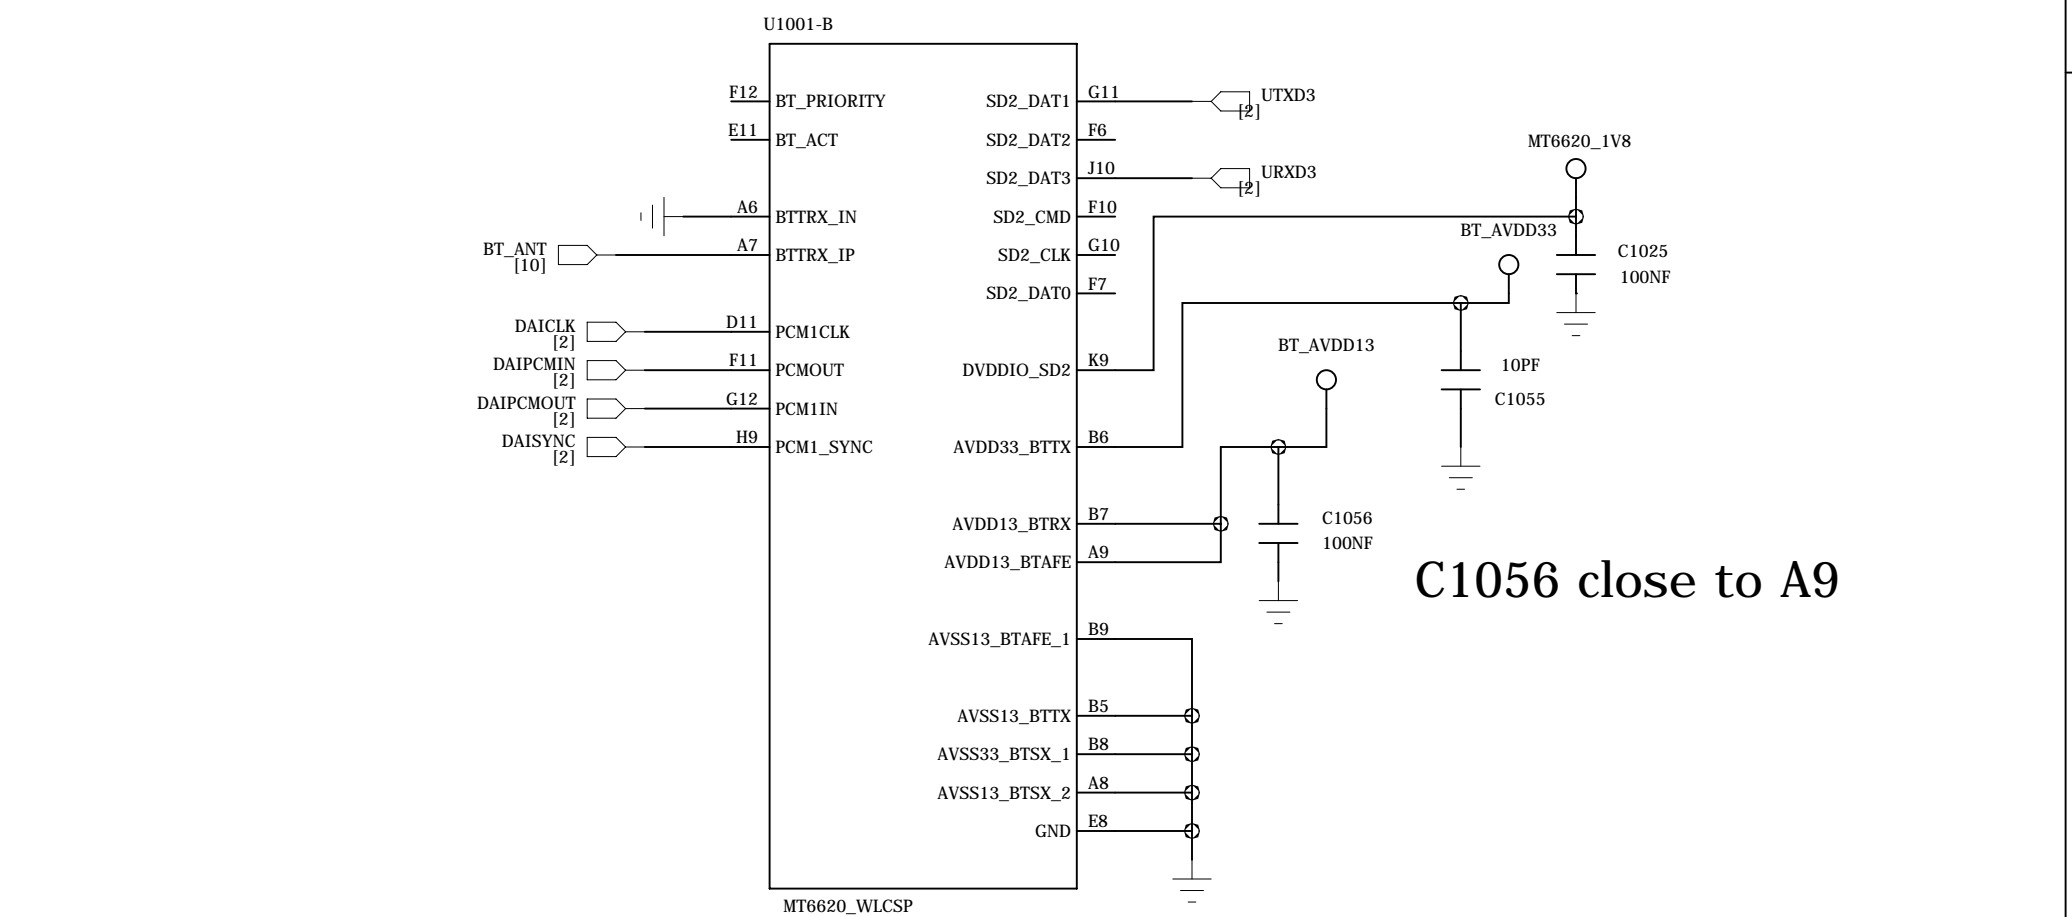 U1001-B
F12 BT_PRIORITY SD2_DAT1 G11 UTXD3
[2]
E11 BT_ACT SD2_DAT2 F6
MT6620_1V8
SD2_DAT3 J10 URXD3
[2]
A6 BTTRX_IN SD2_CMD F10
BT_AVDD33
BT_ANT A7 BTTRX_IP SD2_CLK G10 C1025
[10]
100NF
SD2_DAT0 F7
DAICLK D11 PCM1CLK
[2]
BT_AVDD13
DAIPCMIN F11 PCMOUT DVDDIO_SD2 K9 10PF
[2]
DAIPCMOUT G12 PCM1IN C1055
[2]
DAISYNC H9 PCM1_SYNC AVDD33_BTTX B6
[2]
AVDD13_BTRX B7 C1056
100NF
AVDD13_BTAFE A9
C1056 close to A9
AVSS13_BTAFE_1 B9
AVSS13_BTTX B5
AVSS33_BTSX_1 B8
AVSS13_BTSX_2 A8
GND E8
MT6620_WLCSP